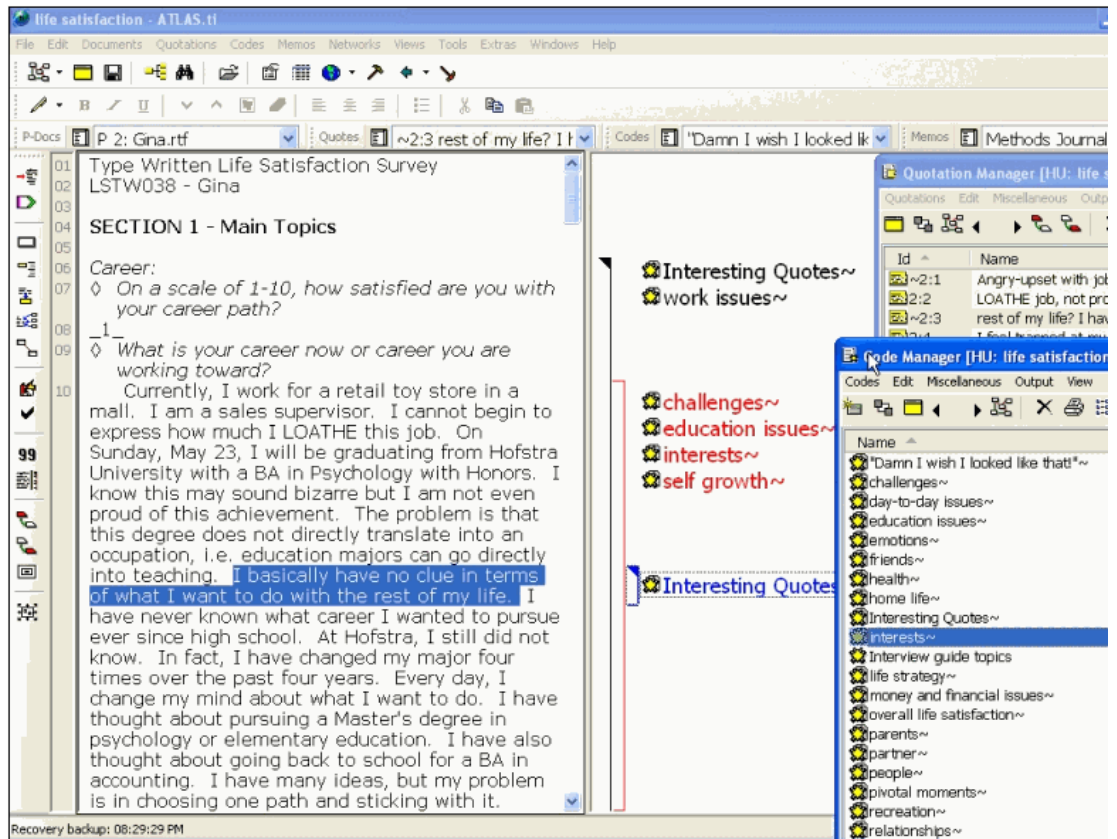 life satisfaction - ATLAS.ti
File Edit Documents Quotations Codes Memos Networks Views Tools Extras Windows Help
B I U
P-Docs P 2: Gina.rtf Quotes ~2:3 rest of my life? I h Codes "Damn I wish I looked lik Memos Methods Journal
01 Type Written Life Satisfaction Survey
02 LSTW038 - Gina
03
04 SECTION 1 - Main Topics
05
06 Career:
07 ◊ On a scale of 1-10, how satisfied are you with
your career path?
08 _1_
09 ◊ What is your career now or career you are
working toward?
10 Currently, I work for a retail toy store in a
mall. I am a sales supervisor. I cannot begin to
express how much I LOATHE this job. On
Sunday, May 23, I will be graduating from Hofstra
University with a BA in Psychology with Honors. I
know this may sound bizarre but I am not even
proud of this achievement. The problem is that
this degree does not directly translate into an
occupation, i.e. education majors can go directly
into teaching. I basically have no clue in terms
of what I want to do with the rest of my life. I
have never known what career I wanted to pursue
ever since high school. At Hofstra, I still did not
know. In fact, I have changed my major four
times over the past four years. Every day, I
change my mind about what I want to do. I have
thought about pursuing a Master's degree in
psychology or elementary education. I have also
thought about going back to school for a BA in
accounting. I have many ideas, but my problem
is in choosing one path and sticking with it.
99
Interesting Quotes~
work issues~
challenges~
education issues~
interests~
self growth~
Interesting Quotes
Quotation Manager [HU: life s
Quotations Edit Miscellaneous Outp
Id Name
~2:1 Angry-upset with job
2:2 LOATHE job, not pro
~2:3 rest of my life? I hav
Code Manager [HU: life satisfaction
Codes Edit Miscellaneous Output View
Name
"Damn I wish I looked like that!"~
challenges~
day-to-day issues~
education issues~
emotions~
friends~
health~
home life~
Interesting Quotes~
interests~
Interview guide topics
life strategy~
money and financial issues~
overall life satisfaction~
parents~
partner~
people~
pivotal moments~
recreation~
relationships~
Recovery backup: 08:29:29 PM